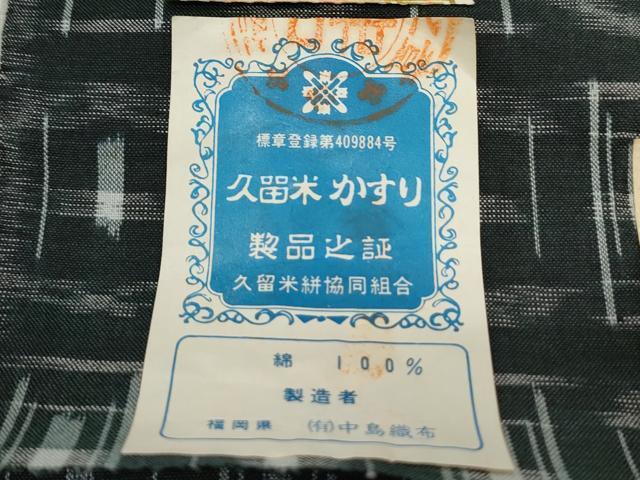 標章登録第409884号
久留米かすり
製品之証
久留米絣協同組合
綿 100%
製造者
福岡県 (有)中島織布